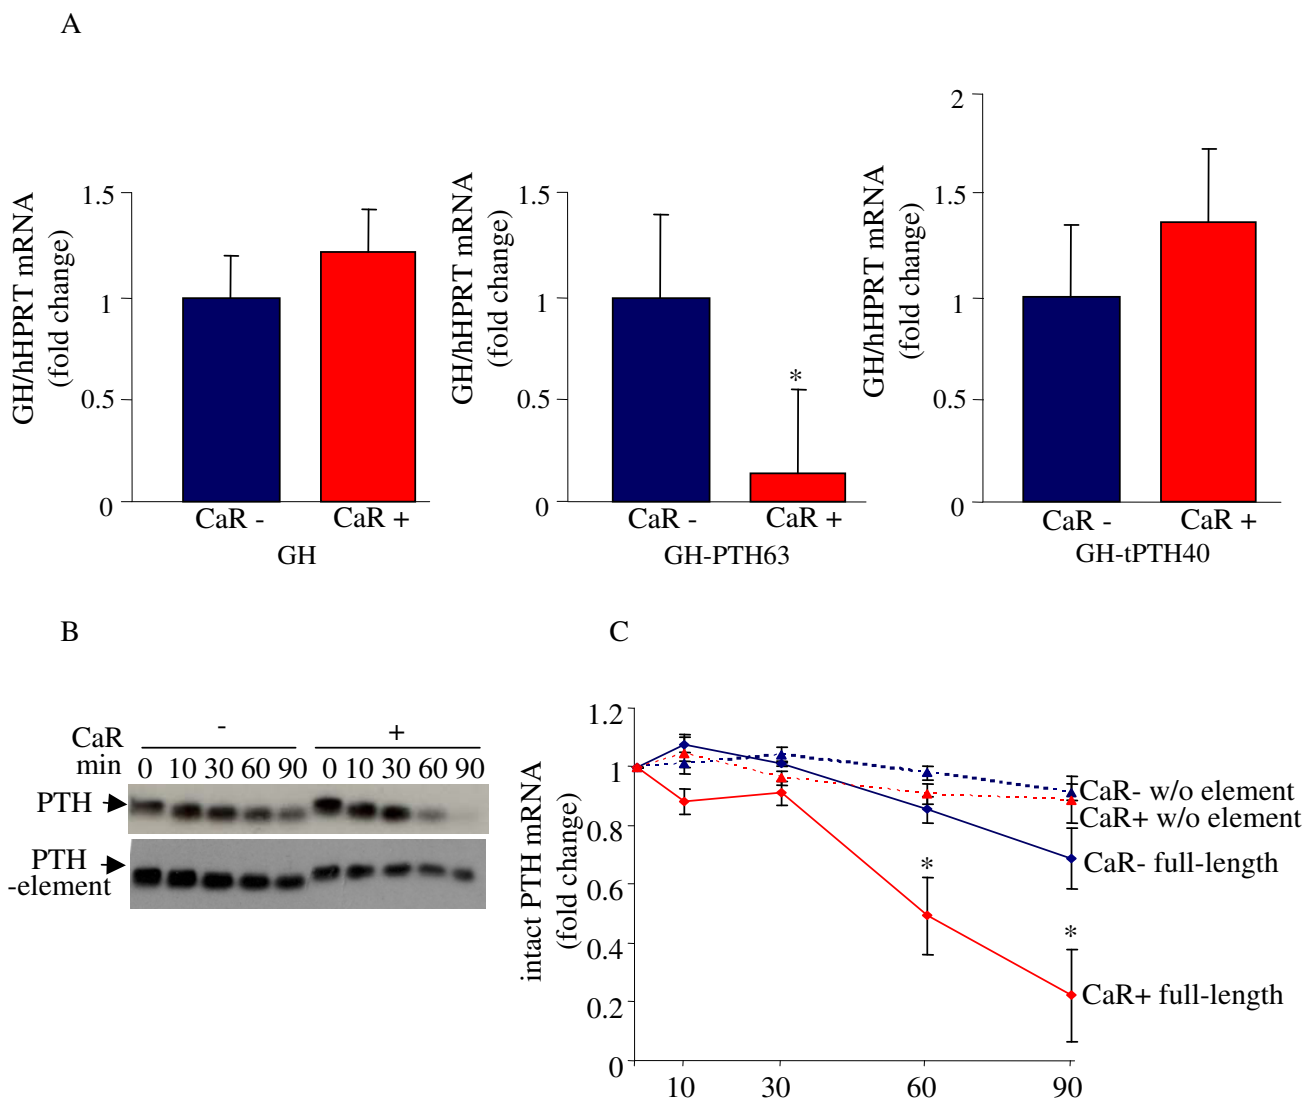 A
GH/hHPRT mRNA
(fold change)
1.5
1
0.5
0
CaR -
CaR +
GH
GH/hHPRT mRNA
(fold change)
1.5
1
0.5
0
*
CaR -
CaR +
GH-PTH63
GH/hHPRT mRNA
(fold change)
2
1.5
1
0.5
0
CaR -
CaR +
GH-tPTH40
B
CaR - +
min 0 10 30 60 90 0 10 30 60 90
PTH
PTH
-element
C
intact PTH mRNA
(fold change)
1.2
1
0.8
0.6
0.4
0.2
0
*
*
CaR- w/o element
CaR+ w/o element
CaR- full-length
CaR+ full-length
10 30 60 90